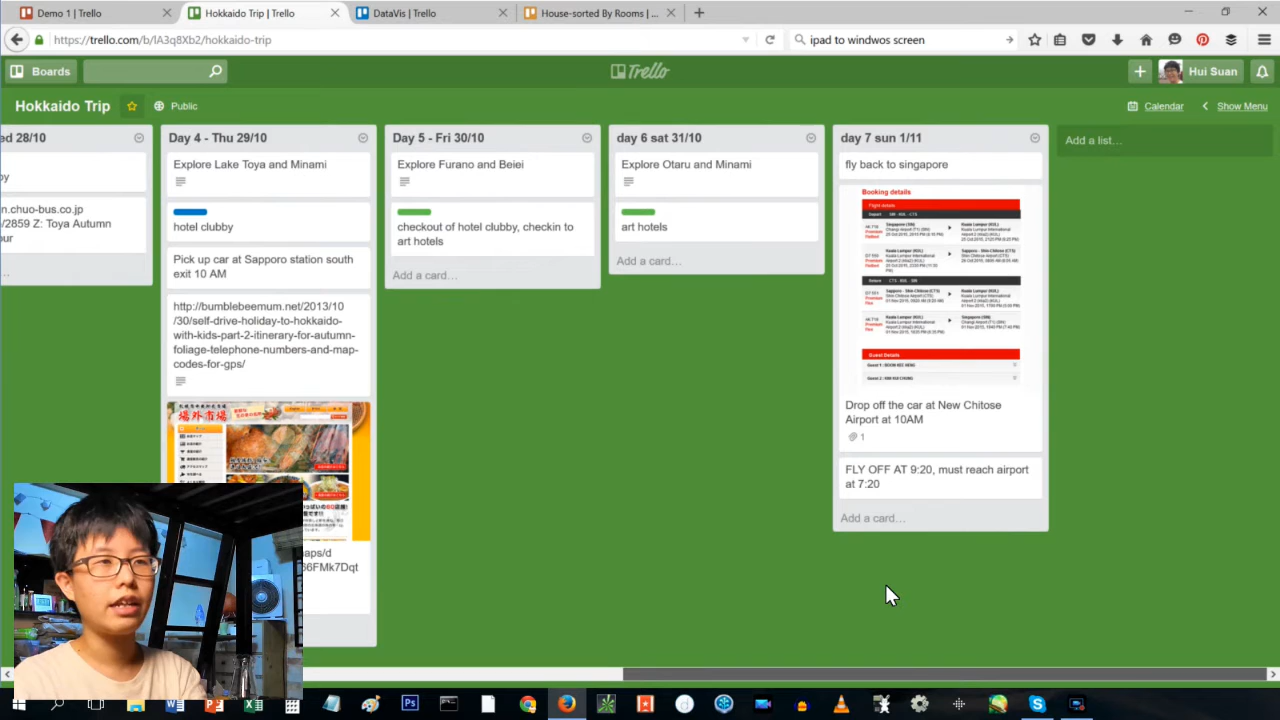 Demo 1 | Trello
Hokkaido Trip | Trello
DataVis | Trello
House-sorted By Rooms | ...
https://trello.com/b/lA3q8Xb2/hokkaido-trip
ipad to windwos screen
Boards
Trello
Hui Suan
Hokkaido Trip
Public
Calendar
Show Menu
ed 28/10
by
n.chuo-bus.co.jp
/2859 Z: Toya Autumn
our
Day 4 - Thu 29/10
Explore Lake Toya and Minami
hotel clubby
Pick up car at Sapporo station south
exit 10 AM
http://bumblebeemum.net/2013/10
/30/self-drive-holiday-to-hokkaido-
with-kids-part-2-itinerary-for-autumn-
foliage-telephone-numbers-and-map-
codes-for-gps/
場外市場
aps/d
66FMk7Dqt
Day 5 - Fri 30/10
Explore Furano and Beiei
checkout of hotel clubby, checkin to
art hotels
Add a card...
day 6 sat 31/10
Explore Otaru and Minami
art hotels
Add a card...
day 7 sun 1/11
fly back to singapore
Booking details
Flight details
Guest Details
Drop off the car at New Chitose
Airport at 10AM
1
FLY OFF AT 9:20, must reach airport
at 7:20
Add a card...
Add a list...